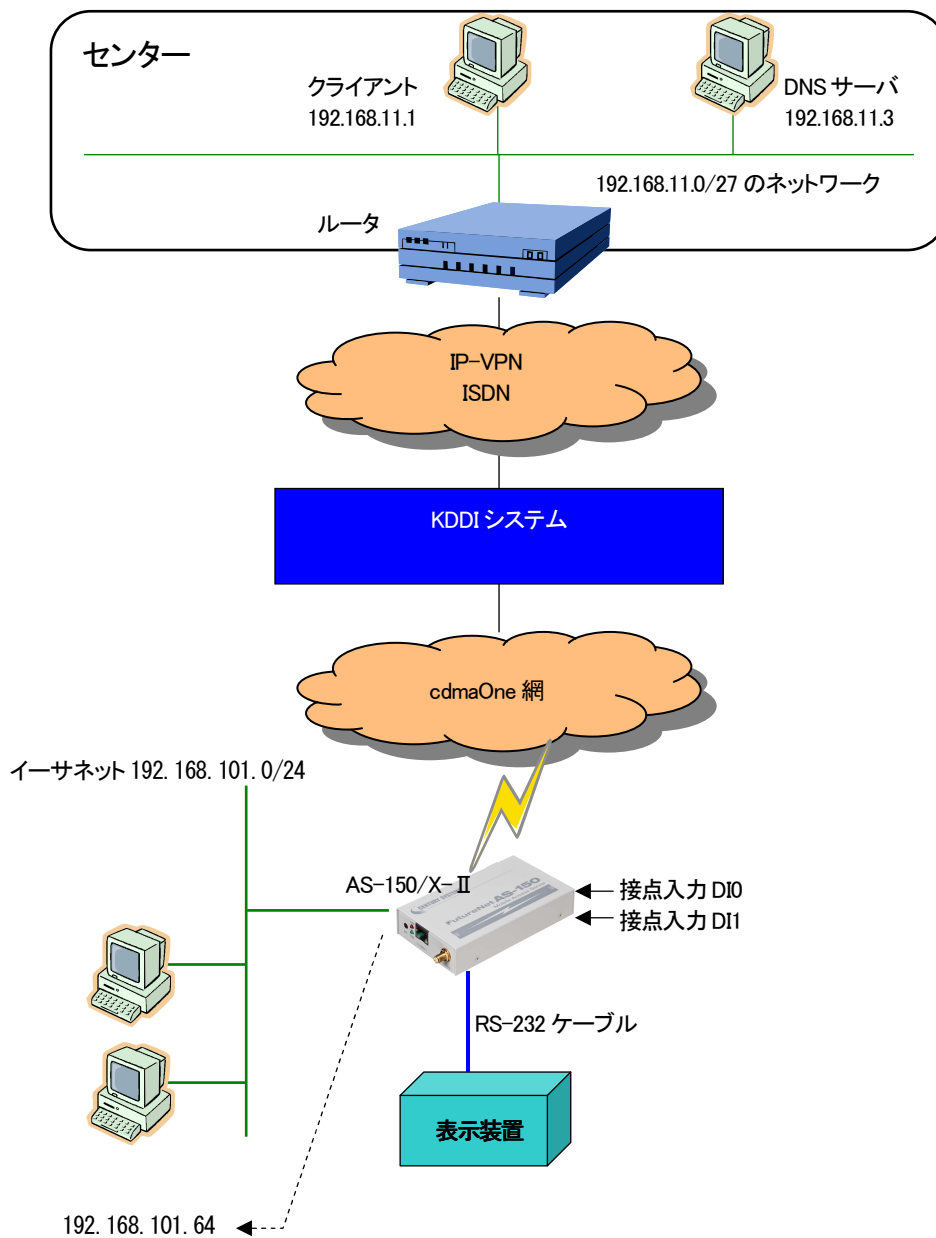 センター
クライアント
192.168.11.1
DNS サーバ
192.168.11.3
192.168.11.0/27 のネットワーク
ルータ
IP-VPN
ISDN
KDDI システム
cdmaOne 網
イーサネット 192.168.101.0/24
AS-150/X-Ⅱ
FutureNet AS-150
接点入力 DI0
接点入力 DI1
RS-232 ケーブル
表示装置
192.168.101.64